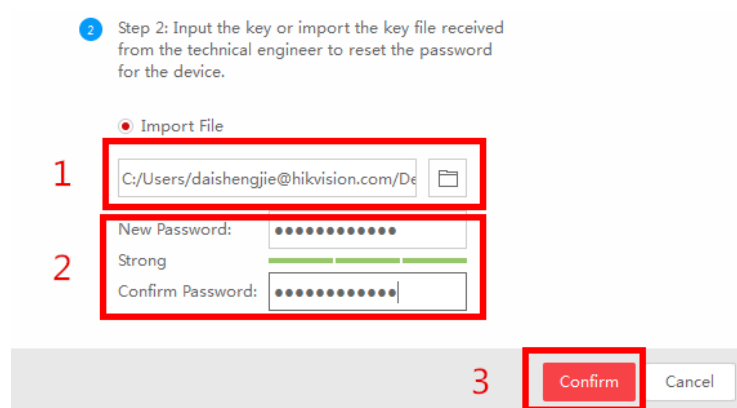 2 Step 2: Input the key or import the key file received
from the technical engineer to reset the password
for the device.
Import File
1 C:/Users/daishengjie@hikvision.com/De
New Password: ●●●●●●●●●●●●
2 Strong
Confirm Password: ●●●●●●●●●●●●
3 Confirm Cancel